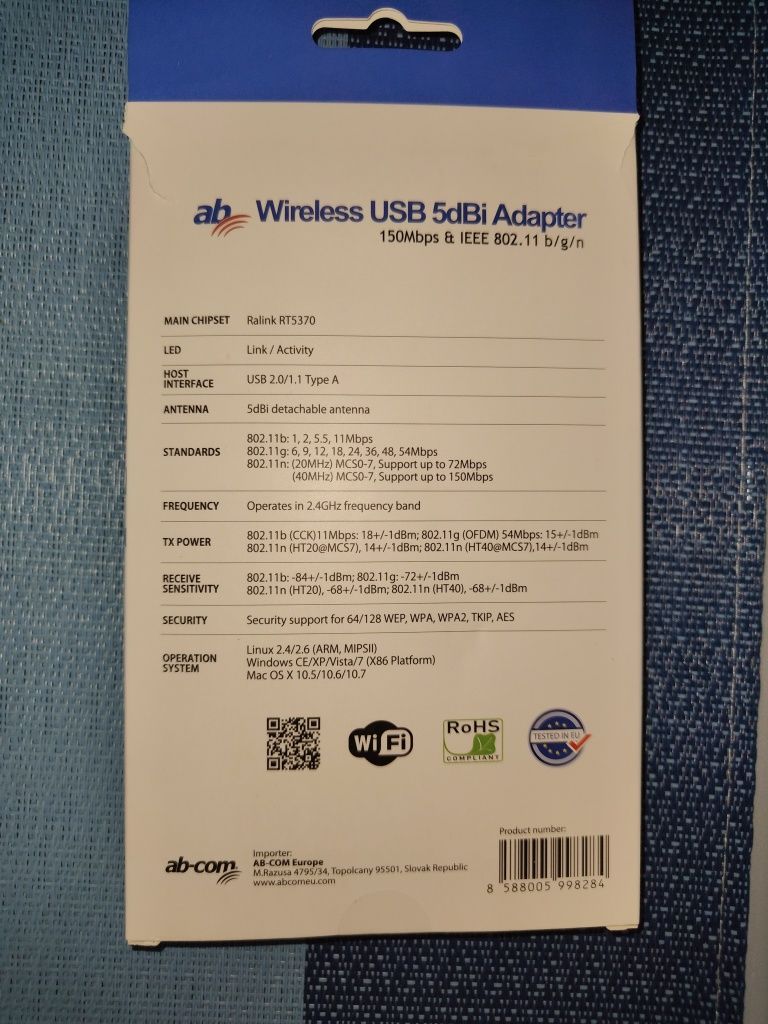 ab Wireless USB 5dBi Adapter
150Mbps & IEEE 802.11 b/g/n
MAIN CHIPSET Ralink RT5370
LED Link / Activity
HOST
INTERFACE USB 2.0/1.1 Type A
ANTENNA 5dBi detachable antenna
STANDARDS 802.11b: 1, 2, 5.5, 11Mbps
802.11g: 6, 9, 12, 18, 24, 36, 48, 54Mbps
802.11n: (20MHz) MCS0-7, Support up to 72Mbps
(40MHz) MCS0-7, Support up to 150Mbps
FREQUENCY Operates in 2.4GHz frequency band
TX POWER 802.11b (CCK)11Mbps: 18+/-1dBm; 802.11g (OFDM) 54Mbps: 15+/-1dBm
802.11n (HT20@MCS7), 14+/-1dBm; 802.11n (HT40@MCS7),14+/-1dBm
RECEIVE 802.11b: -84+/-1dBm; 802.11g: -72+/-1dBm
SENSITIVITY 802.11n (HT20), -68+/-1dBm; 802.11n (HT40), -68+/-1dBm
SECURITY Security support for 64/128 WEP, WPA, WPA2, TKIP, AES
OPERATION Linux 2.4/2.6 (ARM, MIPSII)
SYSTEM Windows CE/XP/Vista/7 (X86 Platform)
Mac OS X 10.5/10.6/10.7
Wi Fi
RoHS
COMPLIANT
TESTED IN EU
Product number:
ab-com
Importer:
AB-COM Europe
M.Razusa 4795/34, Topolcany 95501, Slovak Republic
www.abcomeu.com
8 588005 998284